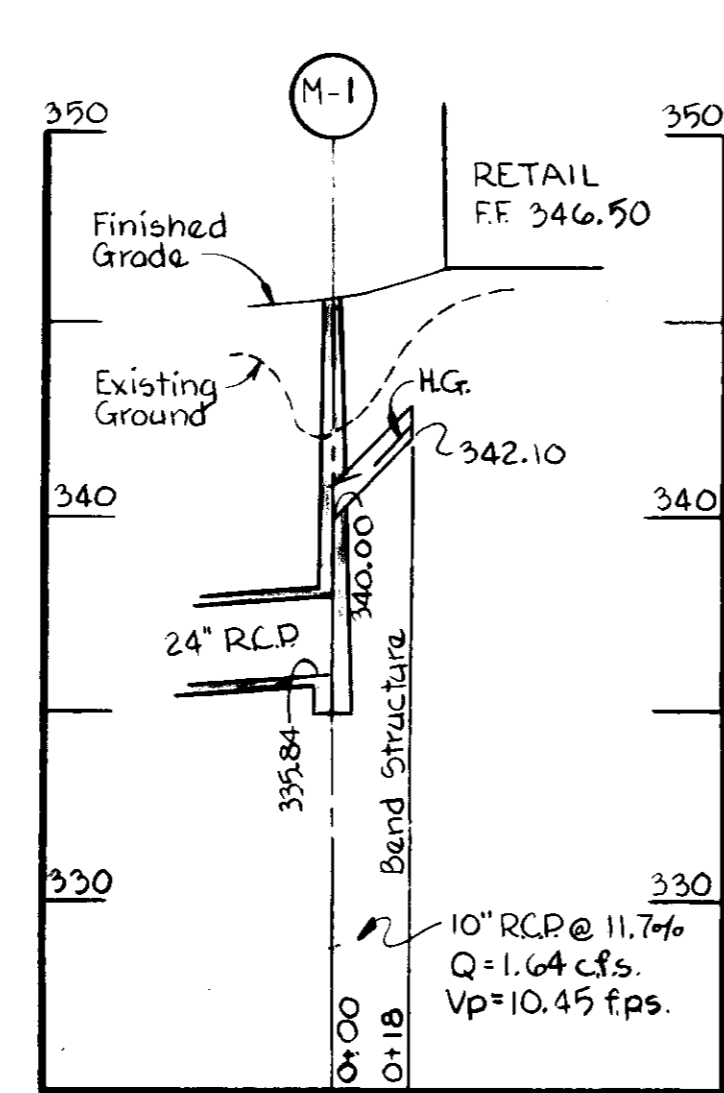 M-1
350
350
RETAIL
F.F. 346.50
Finished
Grade
Existing
Ground
H.G.
342.10
340
340
340.00
24" R.C.P.
335.84
Bend Structure
330
330
10" R.C.P. @ 11.7%
Q = 1.64 c.f.s.
Vp = 10.45 f.p.s.
0+00
0+18